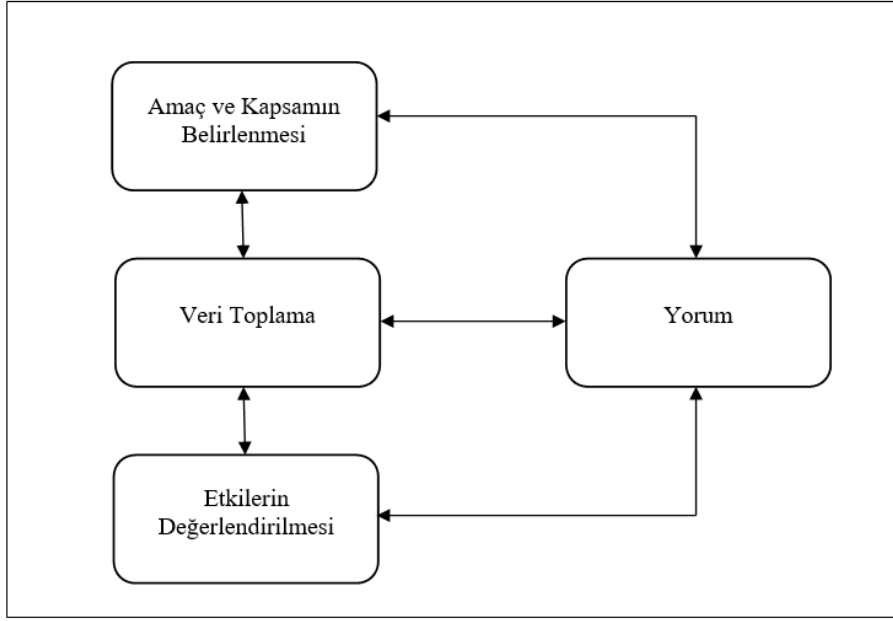 Amaç ve Kapsamın
Belirlenmesi
Veri Toplama
Yorum
Etkilerin
Değerlendirilmesi